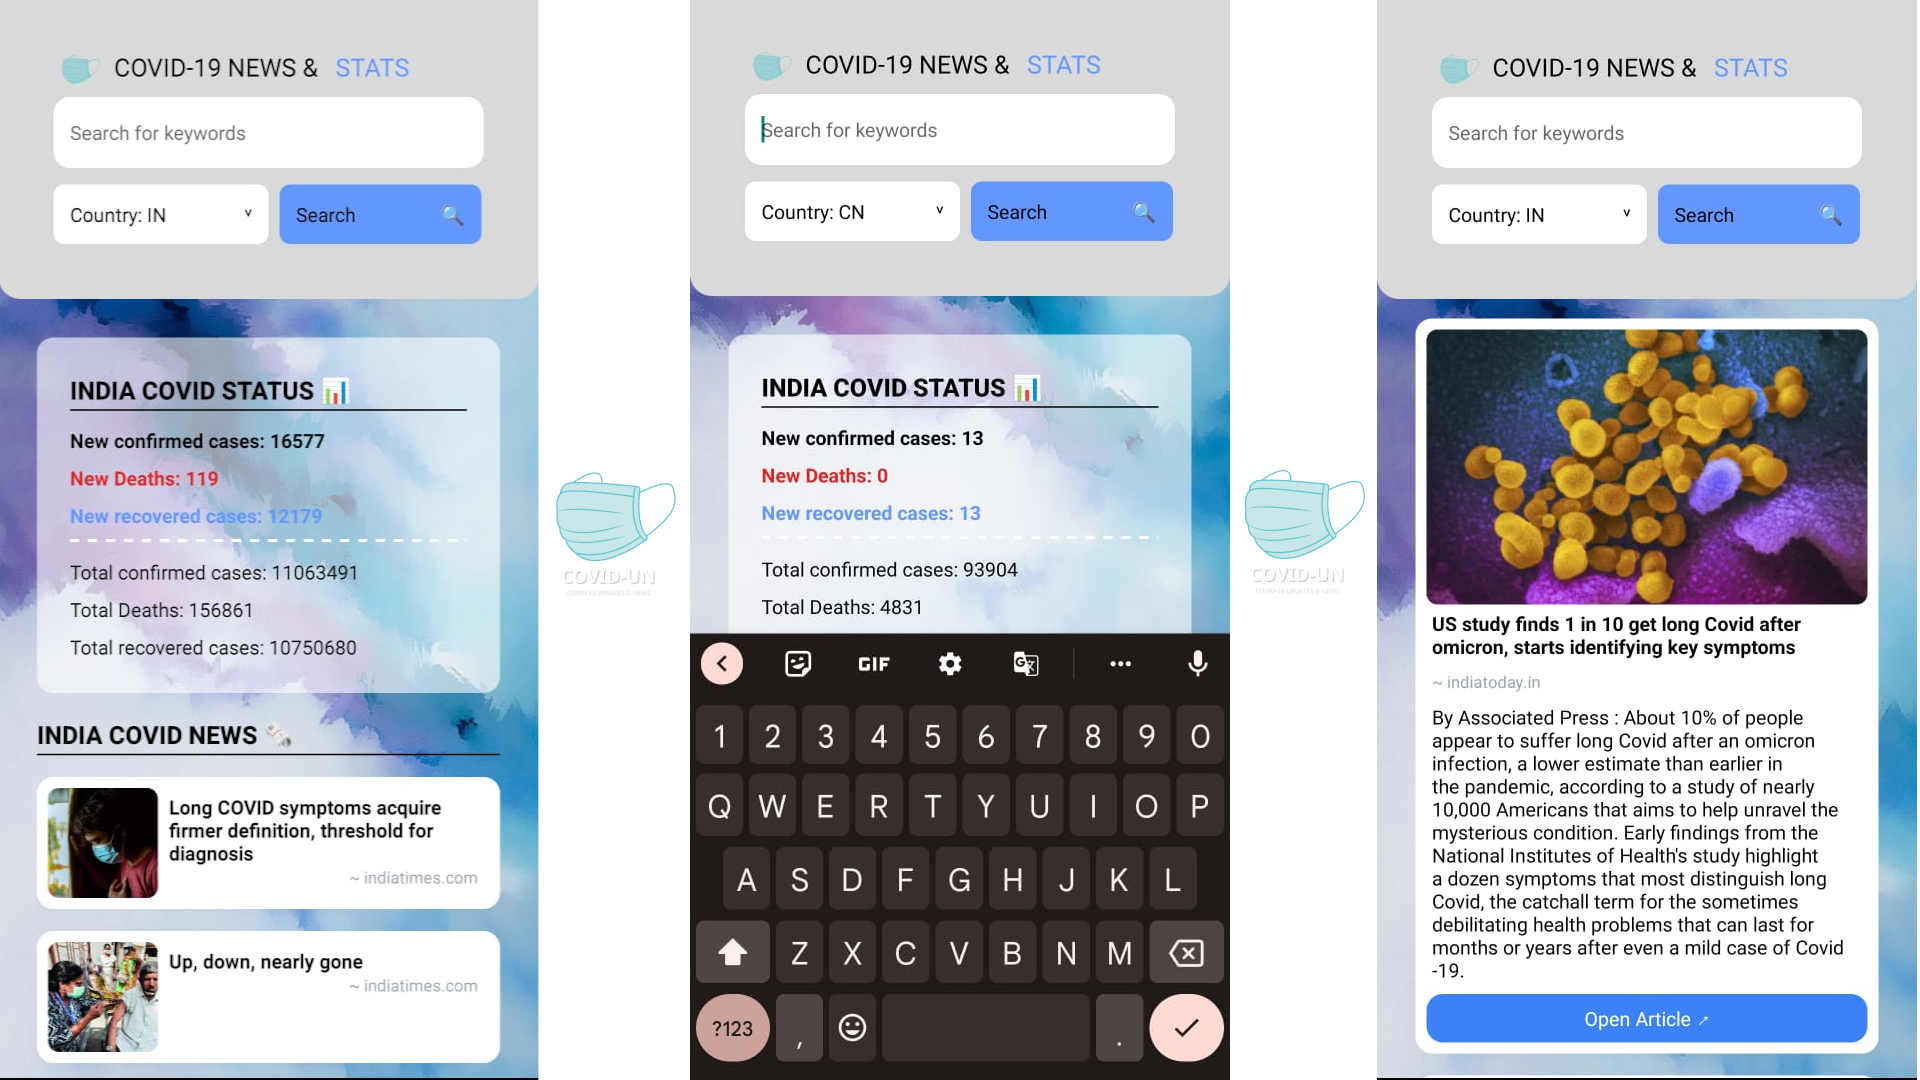 COVID-19 NEWS & STATS
Search for keywords
Country: IN ˅
Search
INDIA COVID STATUS
New confirmed cases: 16577
New Deaths: 119
New recovered cases: 12179
Total confirmed cases: 11063491
Total Deaths: 156861
Total recovered cases: 10750680
INDIA COVID NEWS
Long COVID symptoms acquire
firmer definition, threshold for
diagnosis
~ indiatimes.com
Up, down, nearly gone
~ indiatimes.com
COVID-UN
COVID-19 UPDATES & NEWS
COVID-19 NEWS & STATS
Search for keywords
Country: CN ˅
Search
INDIA COVID STATUS
New confirmed cases: 13
New Deaths: 0
New recovered cases: 13
Total confirmed cases: 93904
Total Deaths: 4831
GIF
1 2 3 4 5 6 7 8 9 0
Q W E R T Y U I O P
A S D F G H J K L
Z X C V B N M
?123 , .
COVID-UN
COVID-19 UPDATES & NEWS
COVID-19 NEWS & STATS
Search for keywords
Country: IN ˅
Search
US study finds 1 in 10 get long Covid after
omicron, starts identifying key symptoms
~ indiatoday.in
By Associated Press : About 10% of people
appear to suffer long Covid after an omicron
infection, a lower estimate than earlier in
the pandemic, according to a study of nearly
10,000 Americans that aims to help unravel the
mysterious condition. Early findings from the
National Institutes of Health's study highlight
a dozen symptoms that most distinguish long
Covid, the catchall term for the sometimes
debilitating health problems that can last for
months or years after even a mild case of Covid
-19.
Open Article ↗